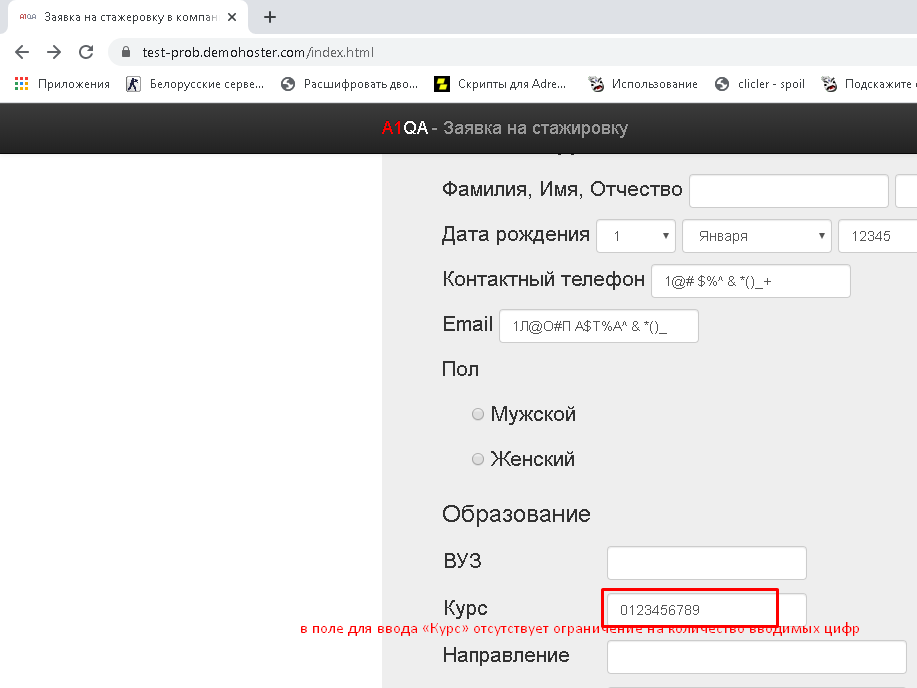 A1QA Заявка на стажировку в компан
test-prob.demohoster.com/index.html
Приложения Белорусские серве... Расшифровать дво... Скрипты для Adre... Использование clicler - spoil Подскажите
A1QA - Заявка на стажировку
Фамилия, Имя, Отчество
Дата рождения 1 Января 12345
Контактный телефон 1@# $%^ & *()_+
Email 1Л@О#П А$Т%А^ & *()_
Пол
Мужской
Женский
Образование
ВУЗ
Курс 0123456789
в поле для ввода «Курс» отсутствует ограничение на количество вводимых цифр
Направление